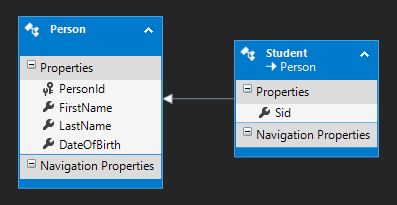 Person
Properties
PersonId
FirstName
LastName
DateOfBirth
Navigation Properties
Student
Person
Properties
Sid
Navigation Properties